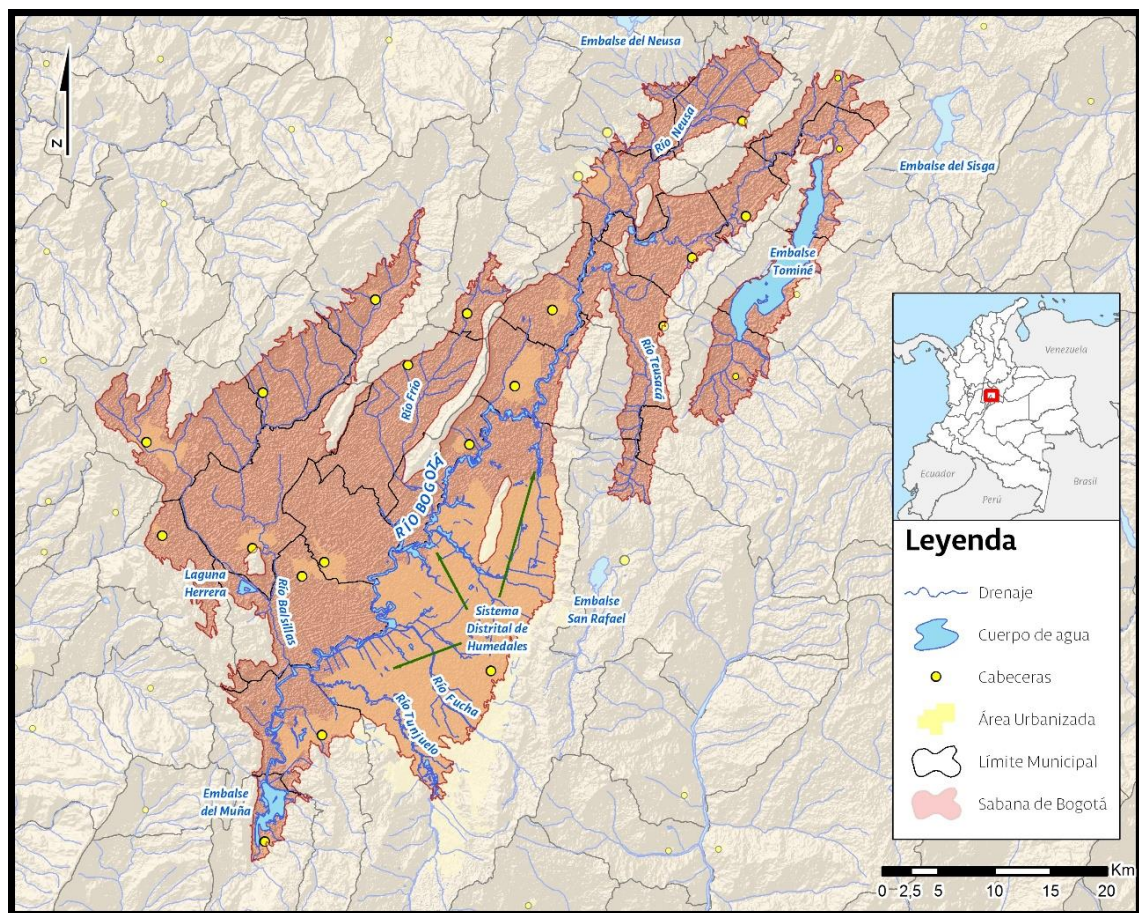 Embalse del Neusa
N
Río Neusa
Embalse del Sisga
Embalse
Tominé
Río Teusacá
Río Frío
RÍO BOGOTÁ
Laguna
Herrera
Río Balsillas
Sistema
Distrital de
Humedales
Embalse
San Rafael
Río Fucha
Río Tunjuelo
Embalse
del Muña
Venezuela
Ecuador
Perú
Brasil
Leyenda
Drenaje
Cuerpo de agua
Cabeceras
Área Urbanizada
Límite Municipal
Sabana de Bogotá
Km
0 2,5 5 10 15 20